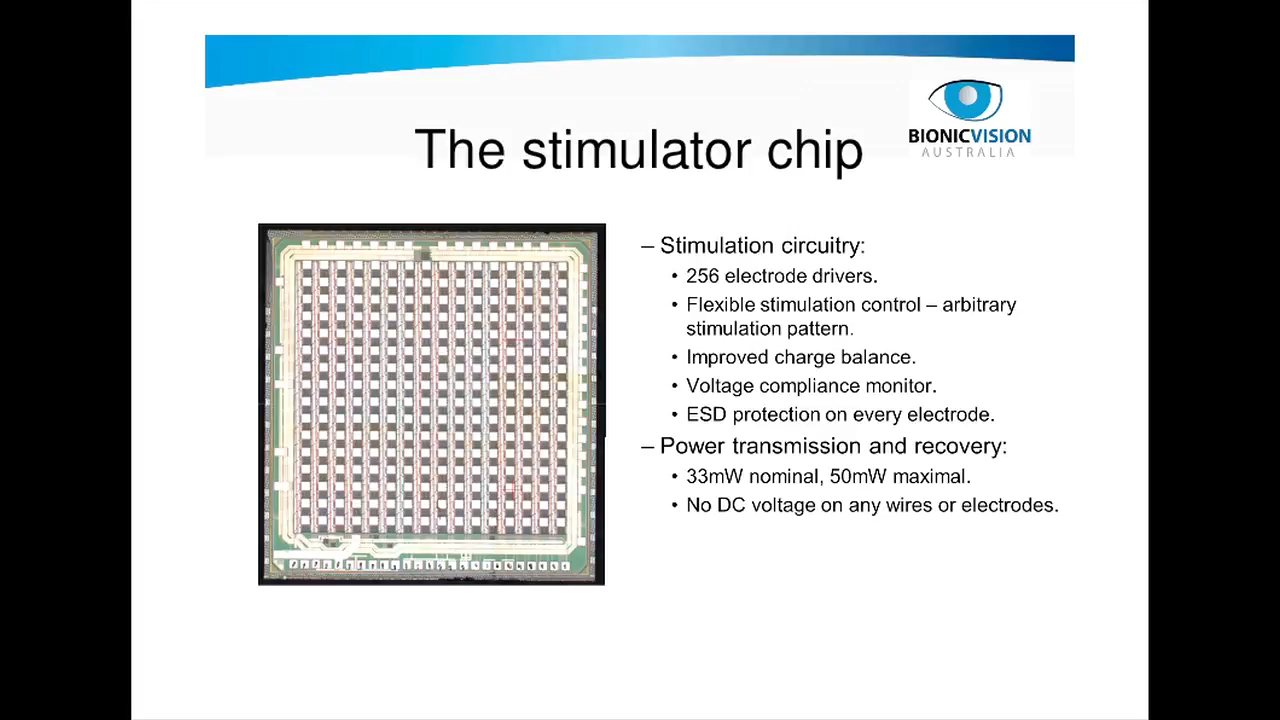 BIONICVISION
AUSTRALIA
The stimulator chip
– Stimulation circuitry:
• 256 electrode drivers.
• Flexible stimulation control – arbitrary
stimulation pattern.
• Improved charge balance.
• Voltage compliance monitor.
• ESD protection on every electrode.
– Power transmission and recovery:
• 33mW nominal, 50mW maximal.
• No DC voltage on any wires or electrodes.